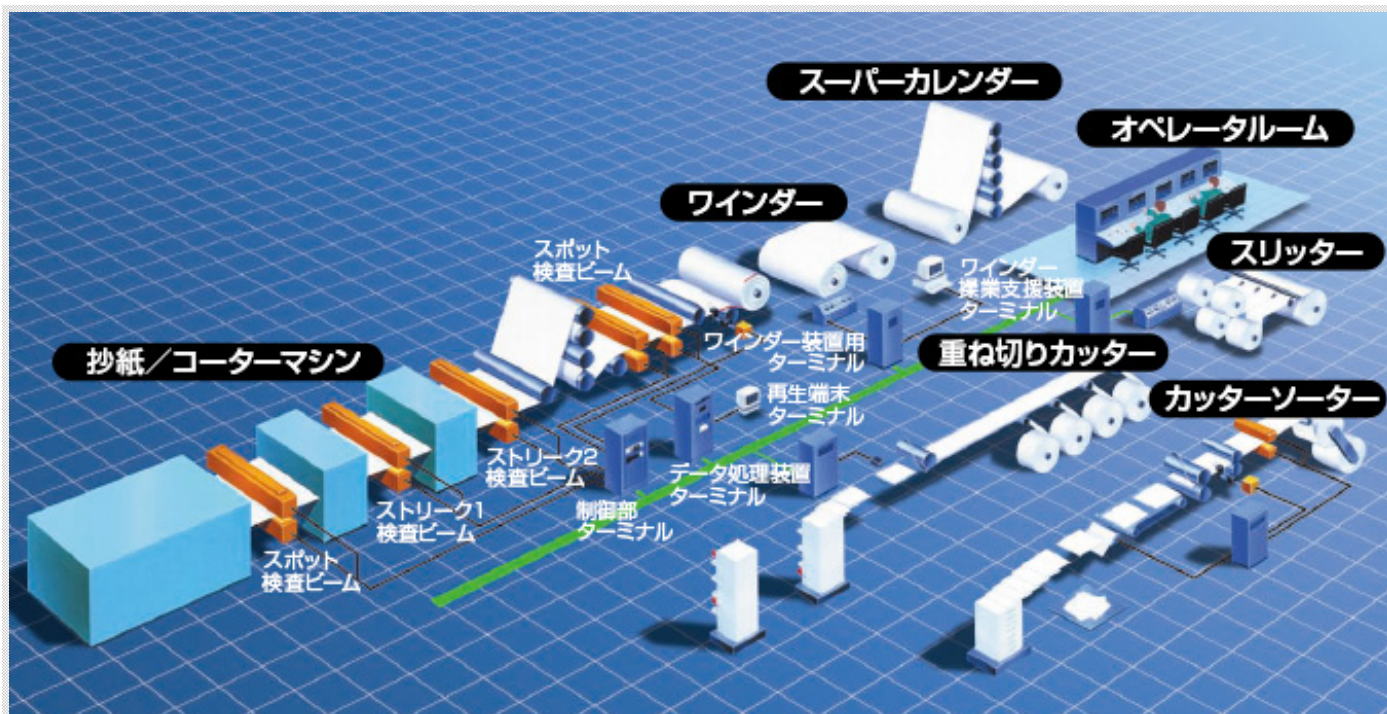 スーパーカレンダー
オペレータルーム
ワインダー
スリッター
スポット
検査ビーム
ワインダー
操業支援装置
ターミナル
抄紙／コーターマシン
ワインダー装置用
ターミナル
重ね切りカッター
再生端末
ターミナル
カッターソーター
ストリーク2
検査ビーム
データ処理装置
ターミナル
ストリーク1
検査ビーム
制御部
ターミナル
スポット
検査ビーム